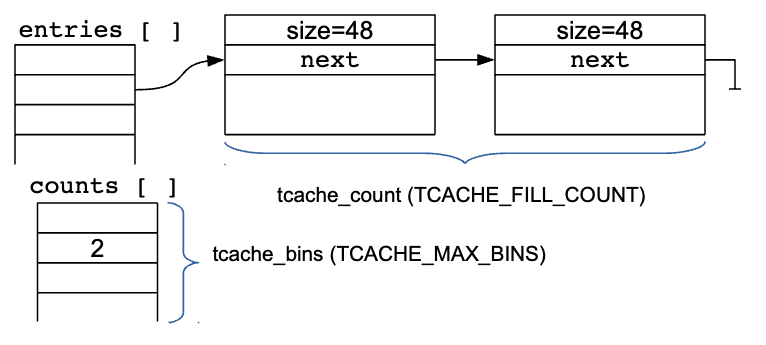 entries [ ]
size=48
size=48
next
next
counts [ ]
tcache_count (TCACHE_FILL_COUNT)
2
tcache_bins (TCACHE_MAX_BINS)